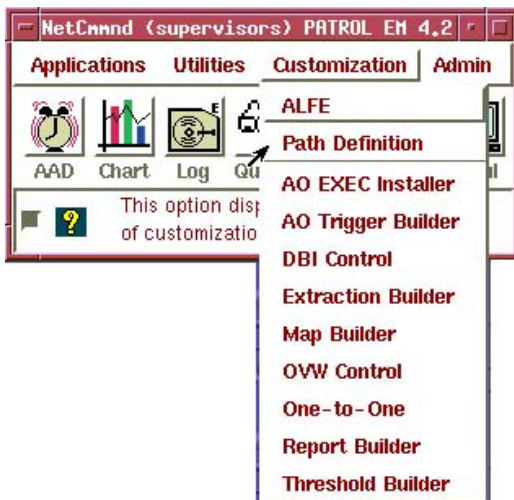 NetCmmnd (supervisors) PATROL EM 4.2
Applications Utilities Customization Admin
ALFE
Path Definition
AO EXEC Installer
AO Trigger Builder
DBI Control
Extraction Builder
Map Builder
OVW Control
One-to-One
Report Builder
Threshold Builder
E
AAD Chart Log
?
This option
of